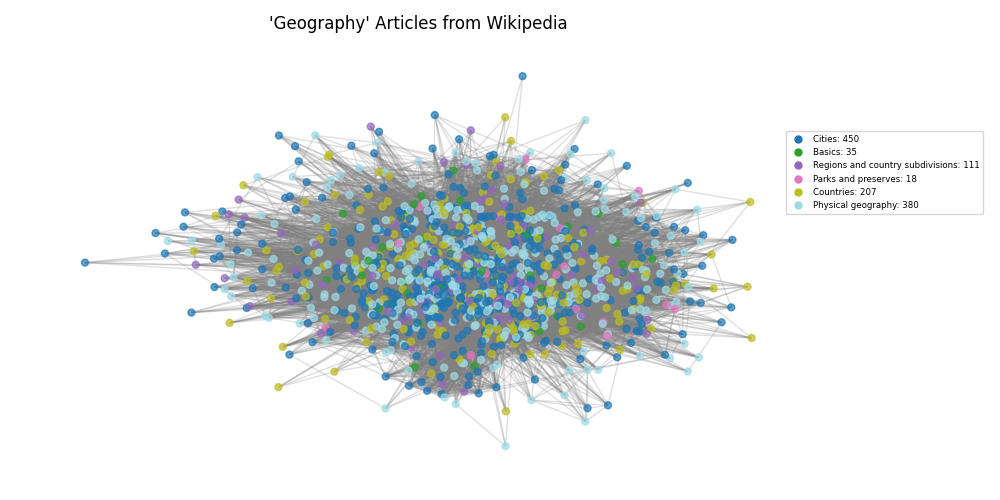 'Geography' Articles from Wikipedia
Cities: 450
Basics: 35
Regions and country subdivisions: 111
Parks and preserves: 18
Countries: 207
Physical geography: 380